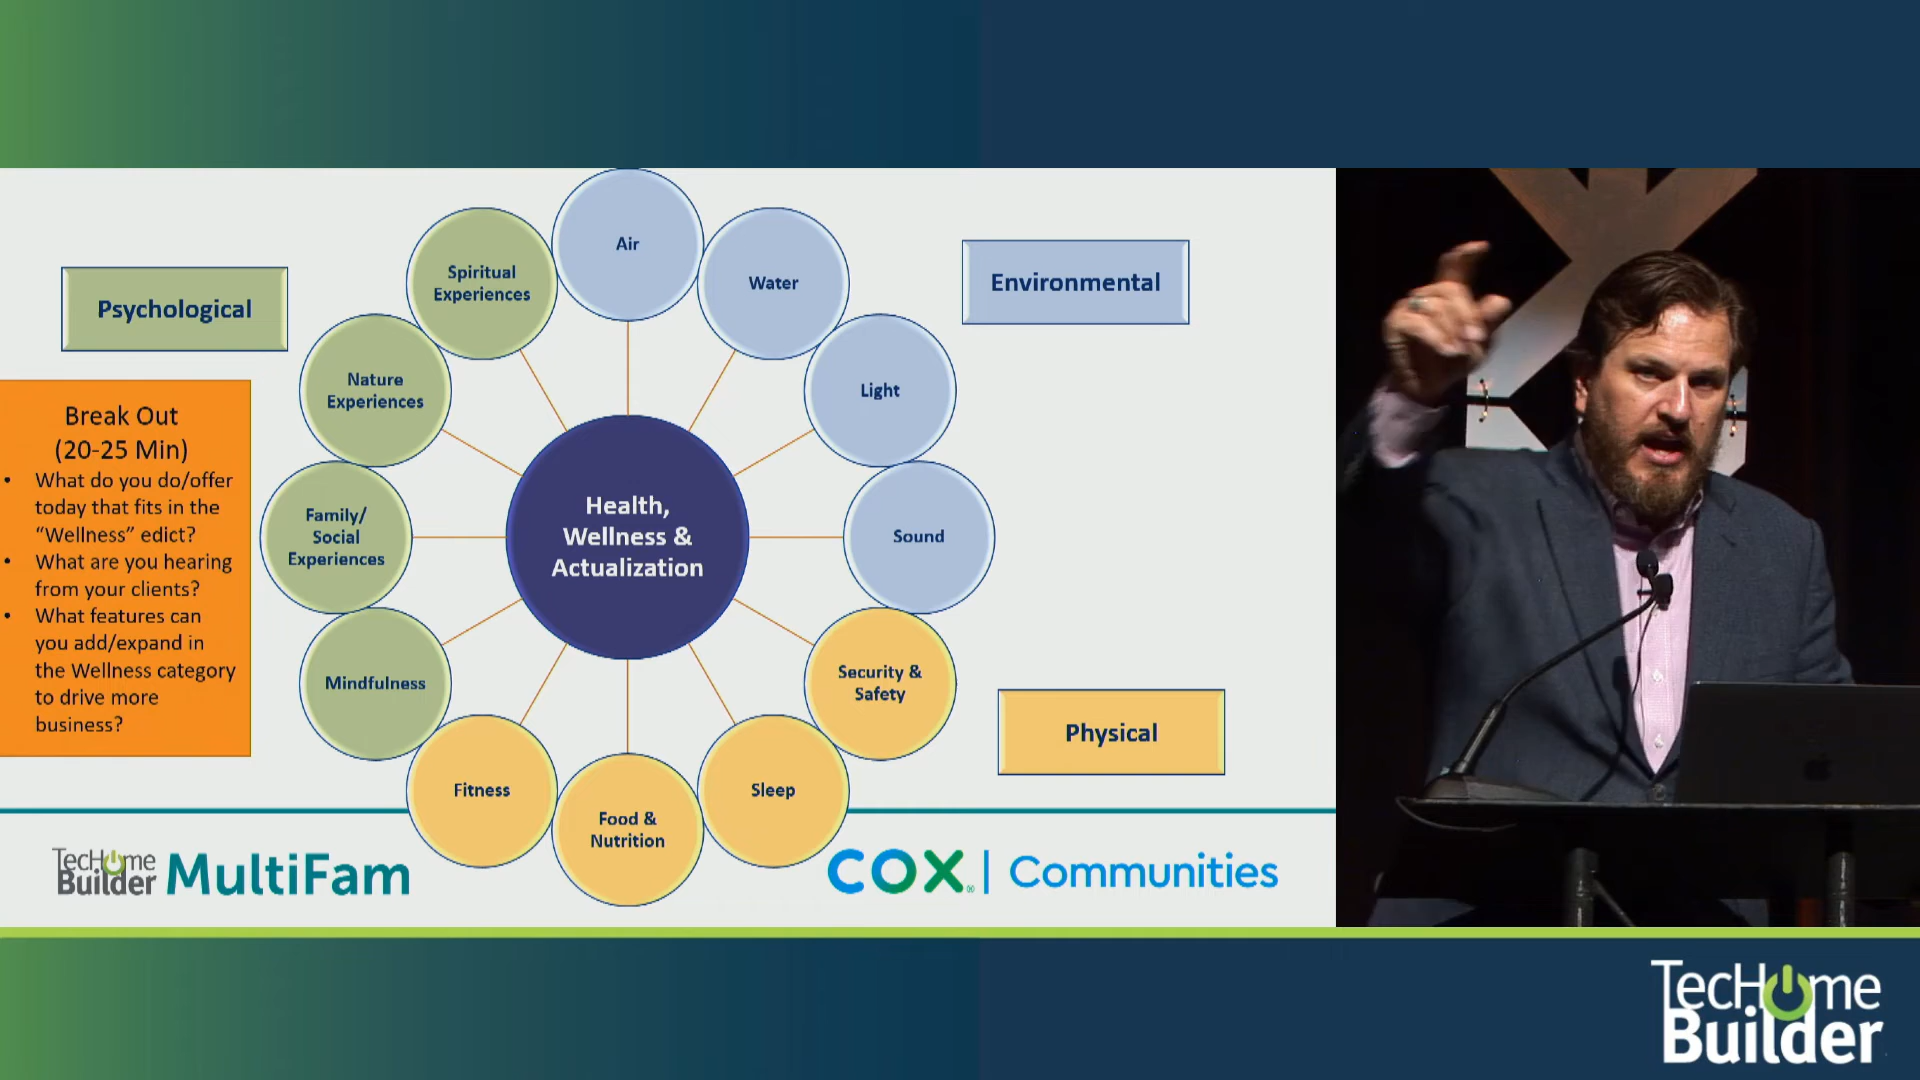 Psychological
Break Out
(20-25 Min)
• What do you do/offer
today that fits in the
“Wellness” edict?
• What are you hearing
from your clients?
• What features can
you add/expand in
the Wellness category
to drive more
business?
Air
Water
Light
Sound
Security &
Safety
Sleep
Food &
Nutrition
Fitness
Mindfulness
Family/
Social
Experiences
Nature
Experiences
Spiritual
Experiences
Health,
Wellness &
Actualization
Environmental
Physical
TecHome
Builder MultiFam
COX® | Communities
TecHome
Builder